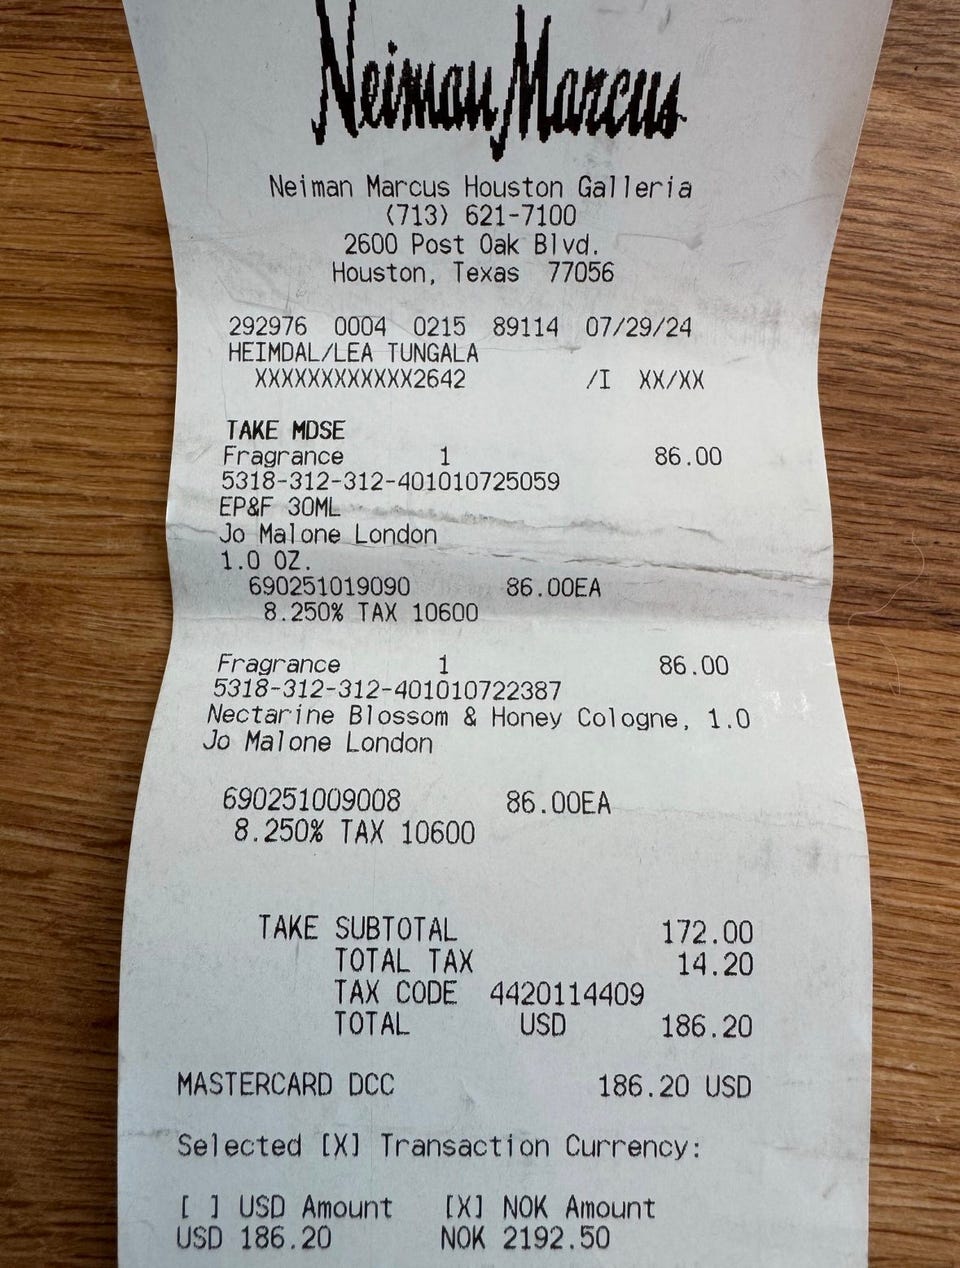 Neiman Marcus
Neiman Marcus Houston Galleria
(713) 621-7100
2600 Post Oak Blvd.
Houston, Texas 77056
292976 0004 0215 89114 07/29/24
HEIMDAL/LEA TUNGALA
XXXXXXXXXXXX2642 /I XX/XX
TAKE MDSE
Fragrance 1 86.00
5318-312-312-401010725059
EP&F 30ML
Jo Malone London
1.0 OZ.
690251019090 86.00EA
8.250% TAX 10600
Fragrance 1 86.00
5318-312-312-401010722387
Nectarine Blossom & Honey Cologne, 1.0
Jo Malone London
690251009008 86.00EA
8.250% TAX 10600
TAKE SUBTOTAL 172.00
TOTAL TAX 14.20
TAX CODE 4420114409
TOTAL USD 186.20
MASTERCARD DCC 186.20 USD
Selected [X] Transaction Currency:
[ ] USD Amount [X] NOK Amount
USD 186.20 NOK 2192.50